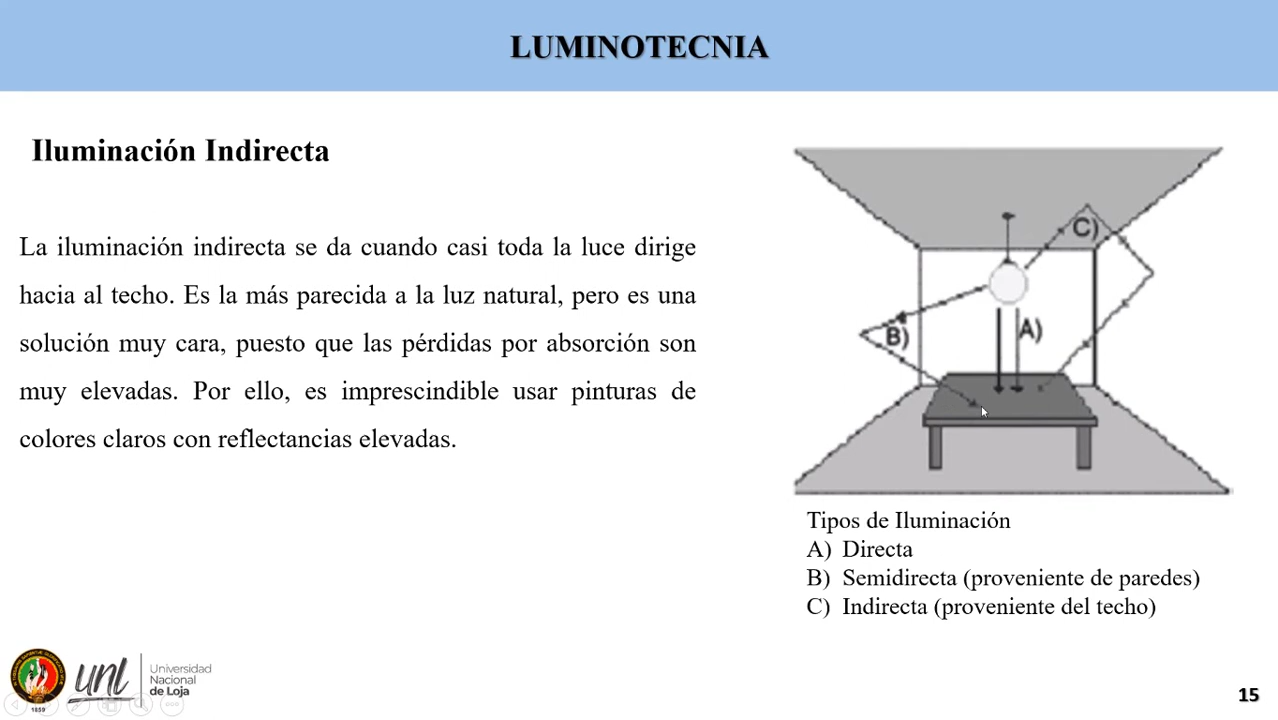 LUMINOTECNIA
Iluminación Indirecta
La iluminación indirecta se da cuando casi toda la luce dirige
hacia al techo. Es la más parecida a la luz natural, pero es una
solución muy cara, puesto que las pérdidas por absorción son
muy elevadas. Por ello, es imprescindible usar pinturas de
colores claros con reflectancias elevadas.
C)
A)
B)
Tipos de Iluminación
A) Directa
B) Semidirecta (proveniente de paredes)
C) Indirecta (proveniente del techo)
1859
unl
Universidad
Nacional
de Loja
15